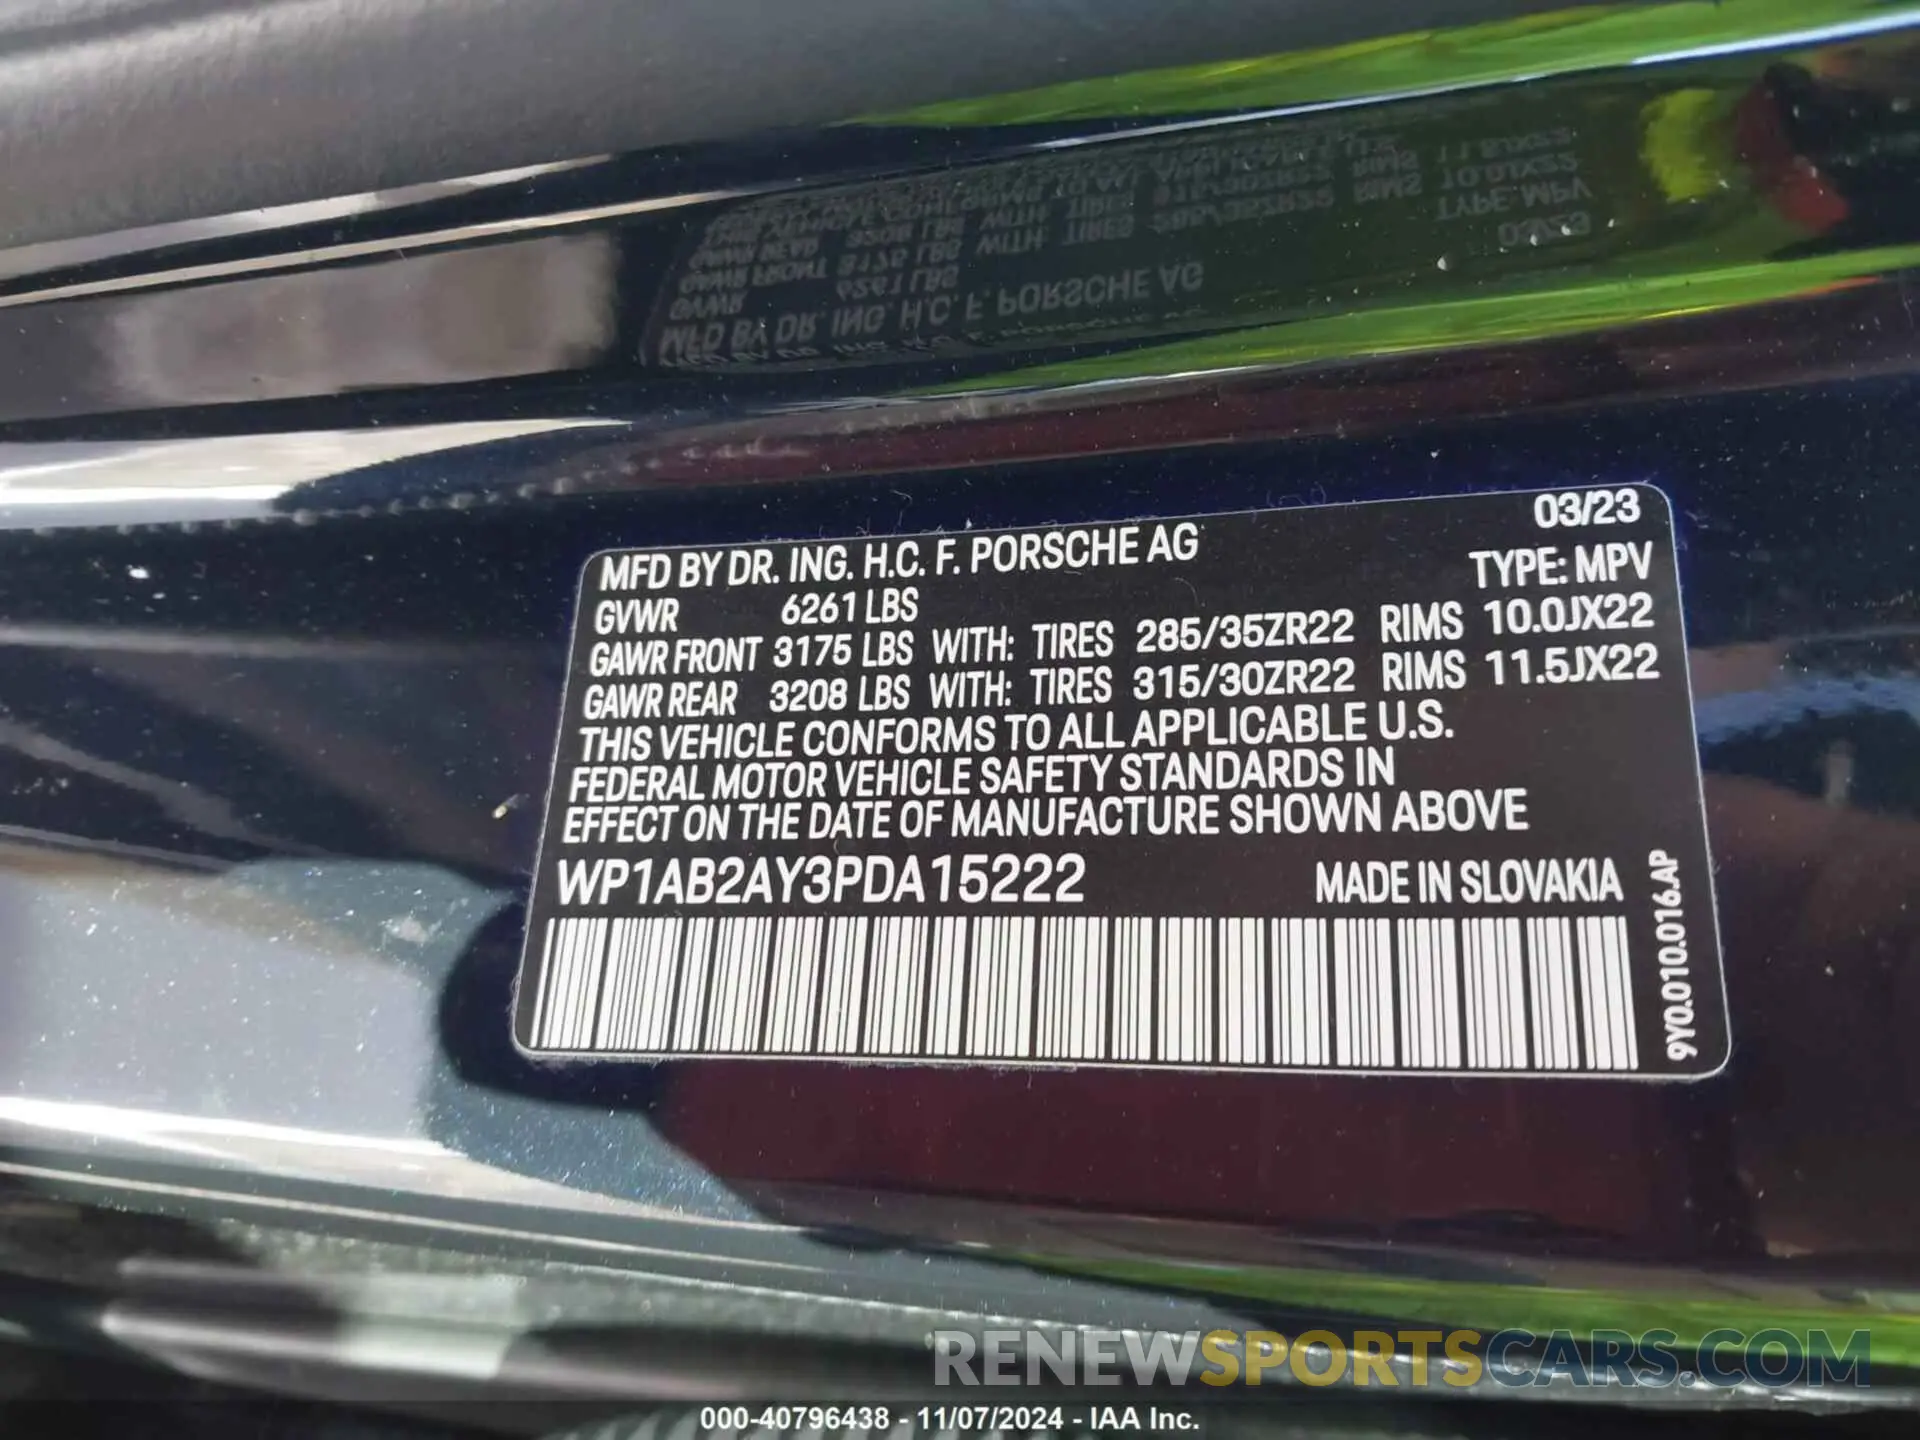 03/23
MFD BY DR. ING. H.C. F. PORSCHE AG
TYPE: MPV
GVWR 6261 LBS
GAWR FRONT 3175 LBS WITH: TIRES 285/35ZR22 RIMS 10.0JX22
GAWR REAR 3208 LBS WITH: TIRES 315/30ZR22 RIMS 11.5JX22
THIS VEHICLE CONFORMS TO ALL APPLICABLE U.S.
FEDERAL MOTOR VEHICLE SAFETY STANDARDS IN
EFFECT ON THE DATE OF MANUFACTURE SHOWN ABOVE
WP1AB2AY3PDA15222 MADE IN SLOVAKIA
9Y0.010.016.AP
RENEWSPORTSCARS.COM
000-40796438 - 11/07/2024 - IAA Inc.